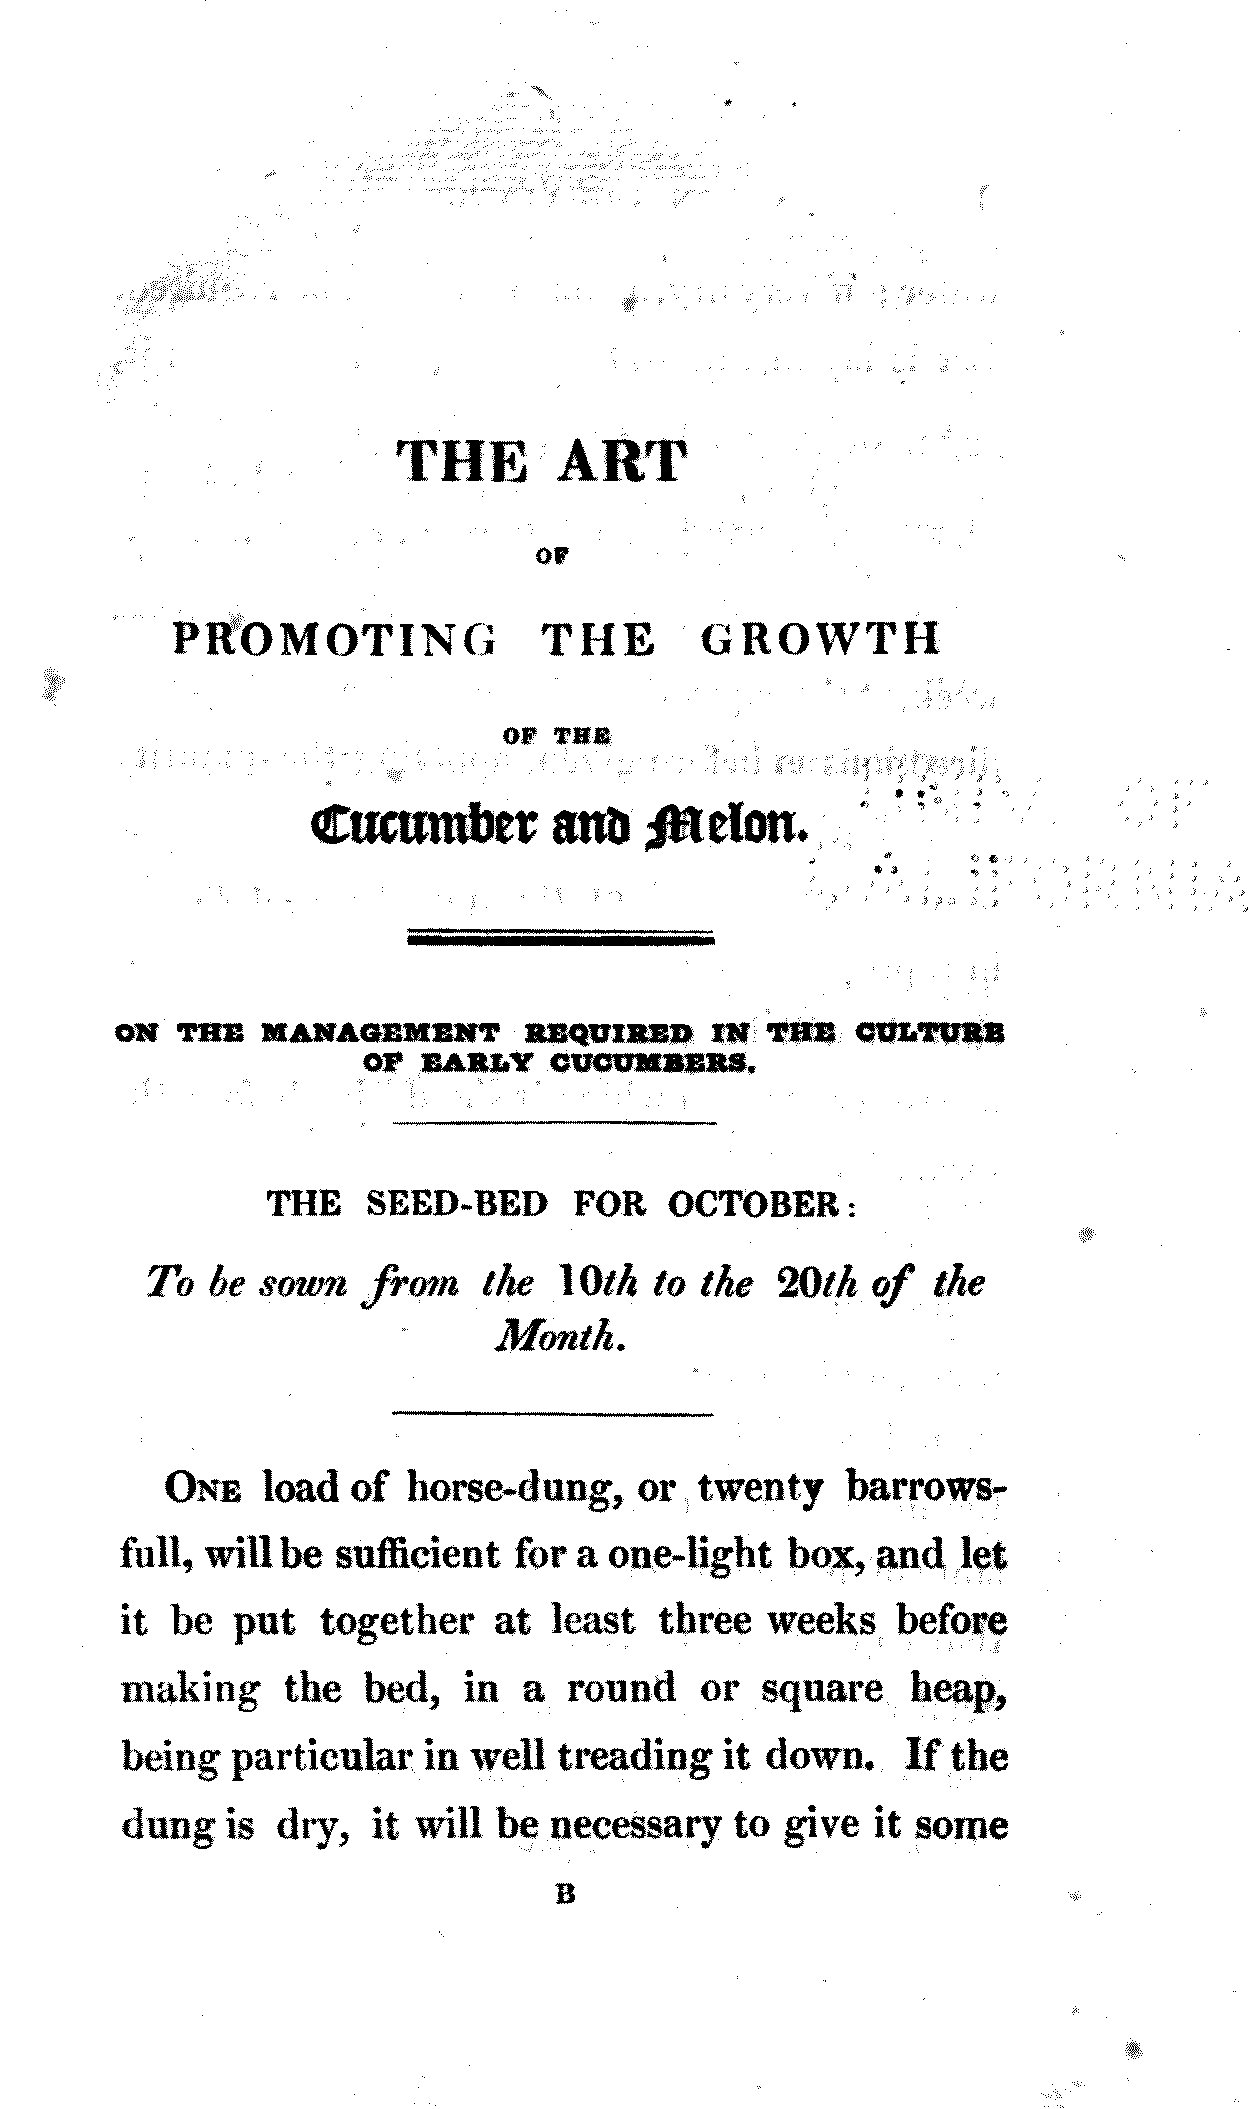 THE ART
OF
PROMOTING THE GROWTH
OF THE
Cucumber and Melon.
UNIV. OF
CALIFORNIA
ON THE MANAGEMENT REQUIRED IN THE CULTURE
OF EARLY CUCUMBERS.
THE SEED-BED FOR OCTOBER:
To be sown from the 10th to the 20th of the
Month.
ONE load of horse-dung, or twenty barrows-
full, will be sufficient for a one-light box, and let
it be put together at least three weeks before
making the bed, in a round or square heap,
being particular in well treading it down. If the
dung is dry, it will be necessary to give it some
B